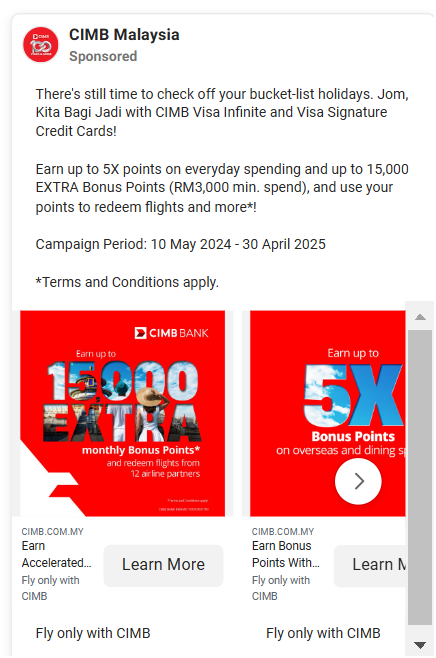 CIMB Malaysia
Sponsored
There's still time to check off your bucket-list holidays. Jom,
Kita Bagi Jadi with CIMB Visa Infinite and Visa Signature
Credit Cards!
Earn up to 5X points on everyday spending and up to 15,000
EXTRA Bonus Points (RM3,000 min. spend), and use your
points to redeem flights and more*!
Campaign Period: 10 May 2024 - 30 April 2025
*Terms and Conditions apply.
CIMB BANK
Earn up to
15,000
EXTRA
monthly Bonus Points*
and redeem flights from
12 airline partners
Earn up to
5X
Bonus Points
on overseas and dining sp
CIMB.COM.MY
Earn
Accelerated...
Fly only with
CIMB
Learn More
CIMB.COM.MY
Earn Bonus
Points With...
Fly only with
CIMB
Learn M
Fly only with CIMB
Fly only with CIMB